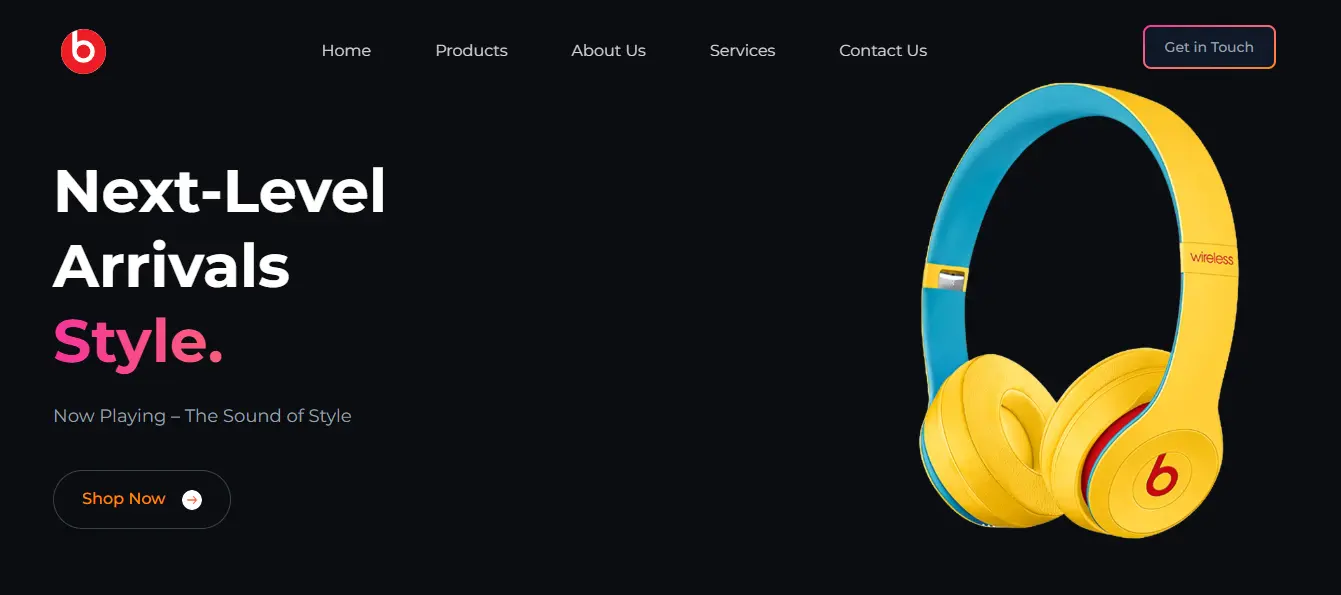 b
Home
Products
About Us
Services
Contact Us
Get in Touch
Next-Level
Arrivals
Style.
Now Playing – The Sound of Style
Shop Now
wireless
b